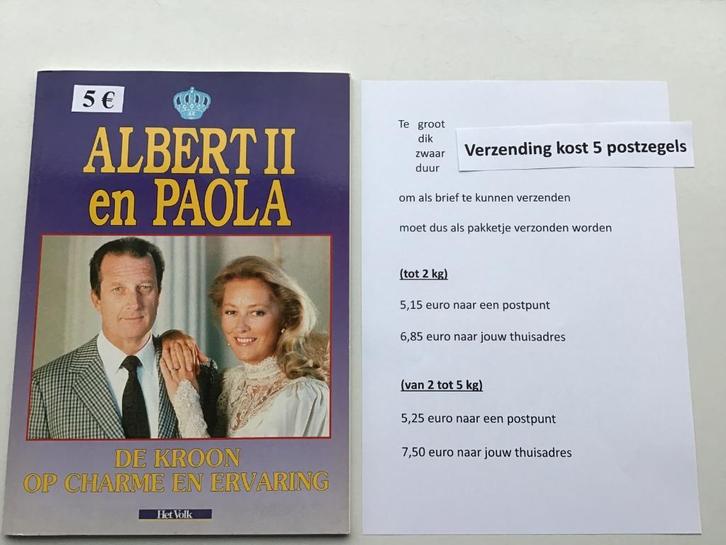 5 €
ALBERT II
en PAOLA
DE KROON
OP CHARME EN ERVARING
Het Volk
Te groot
dik
zwaar
duur
Verzending kost 5 postzegels
om als brief te kunnen verzenden
moet dus als pakketje verzonden worden
(tot 2 kg)
5,15 euro naar een postpunt
6,85 euro naar jouw thuisadres
(van 2 tot 5 kg)
5,25 euro naar een postpunt
7,50 euro naar jouw thuisadres